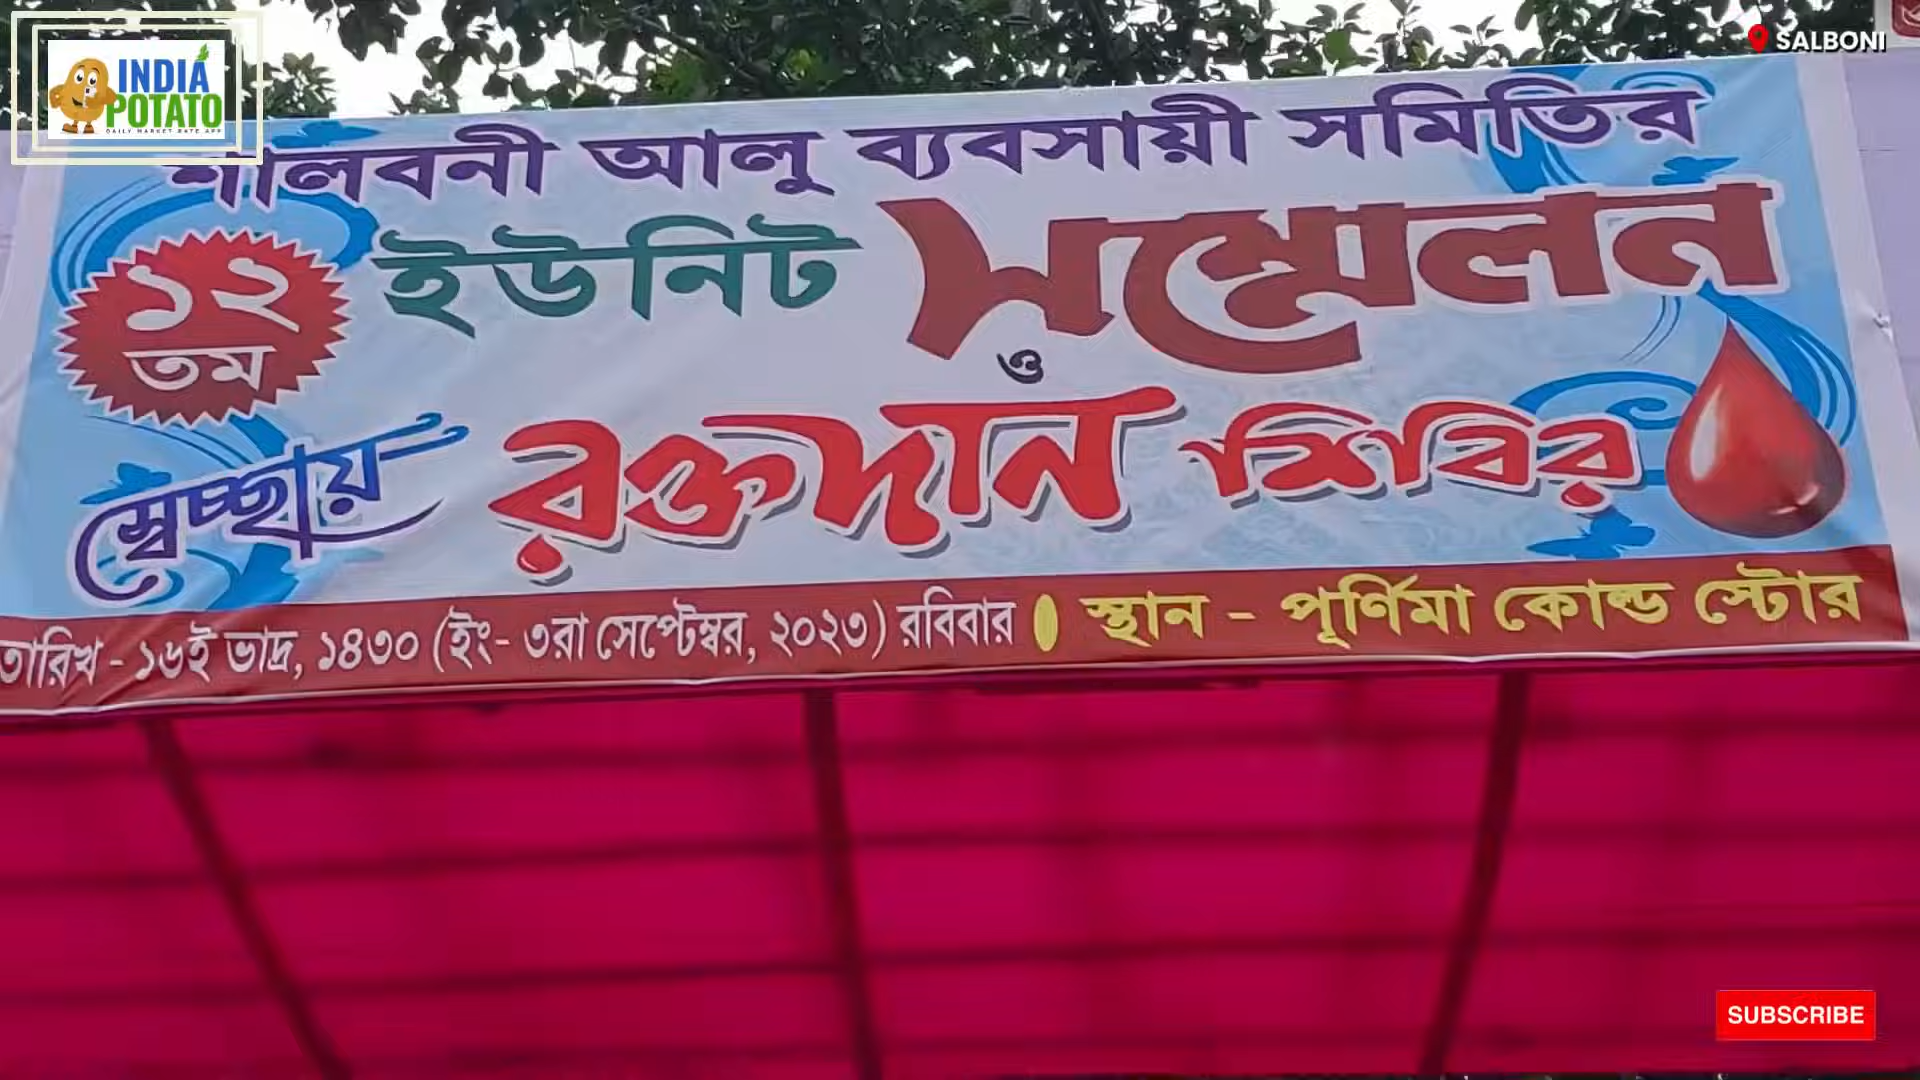 INDIA
POTATO
DAILY MARKET RATE APP
SALBONI
শালবনী আলু ব্যবসায়ী সমিতির
১২
তম
ইউনিট সম্মেলন
ও
স্বেচ্ছায় রক্তদান শিবির
তারিখ - ১৬ই ভাদ্র, ১৪৩০ (ইং- ৩রা সেপ্টেম্বর, ২০২৩) রবিবার স্থান - পূর্ণিমা কোল্ড স্টোর
SUBSCRIBE